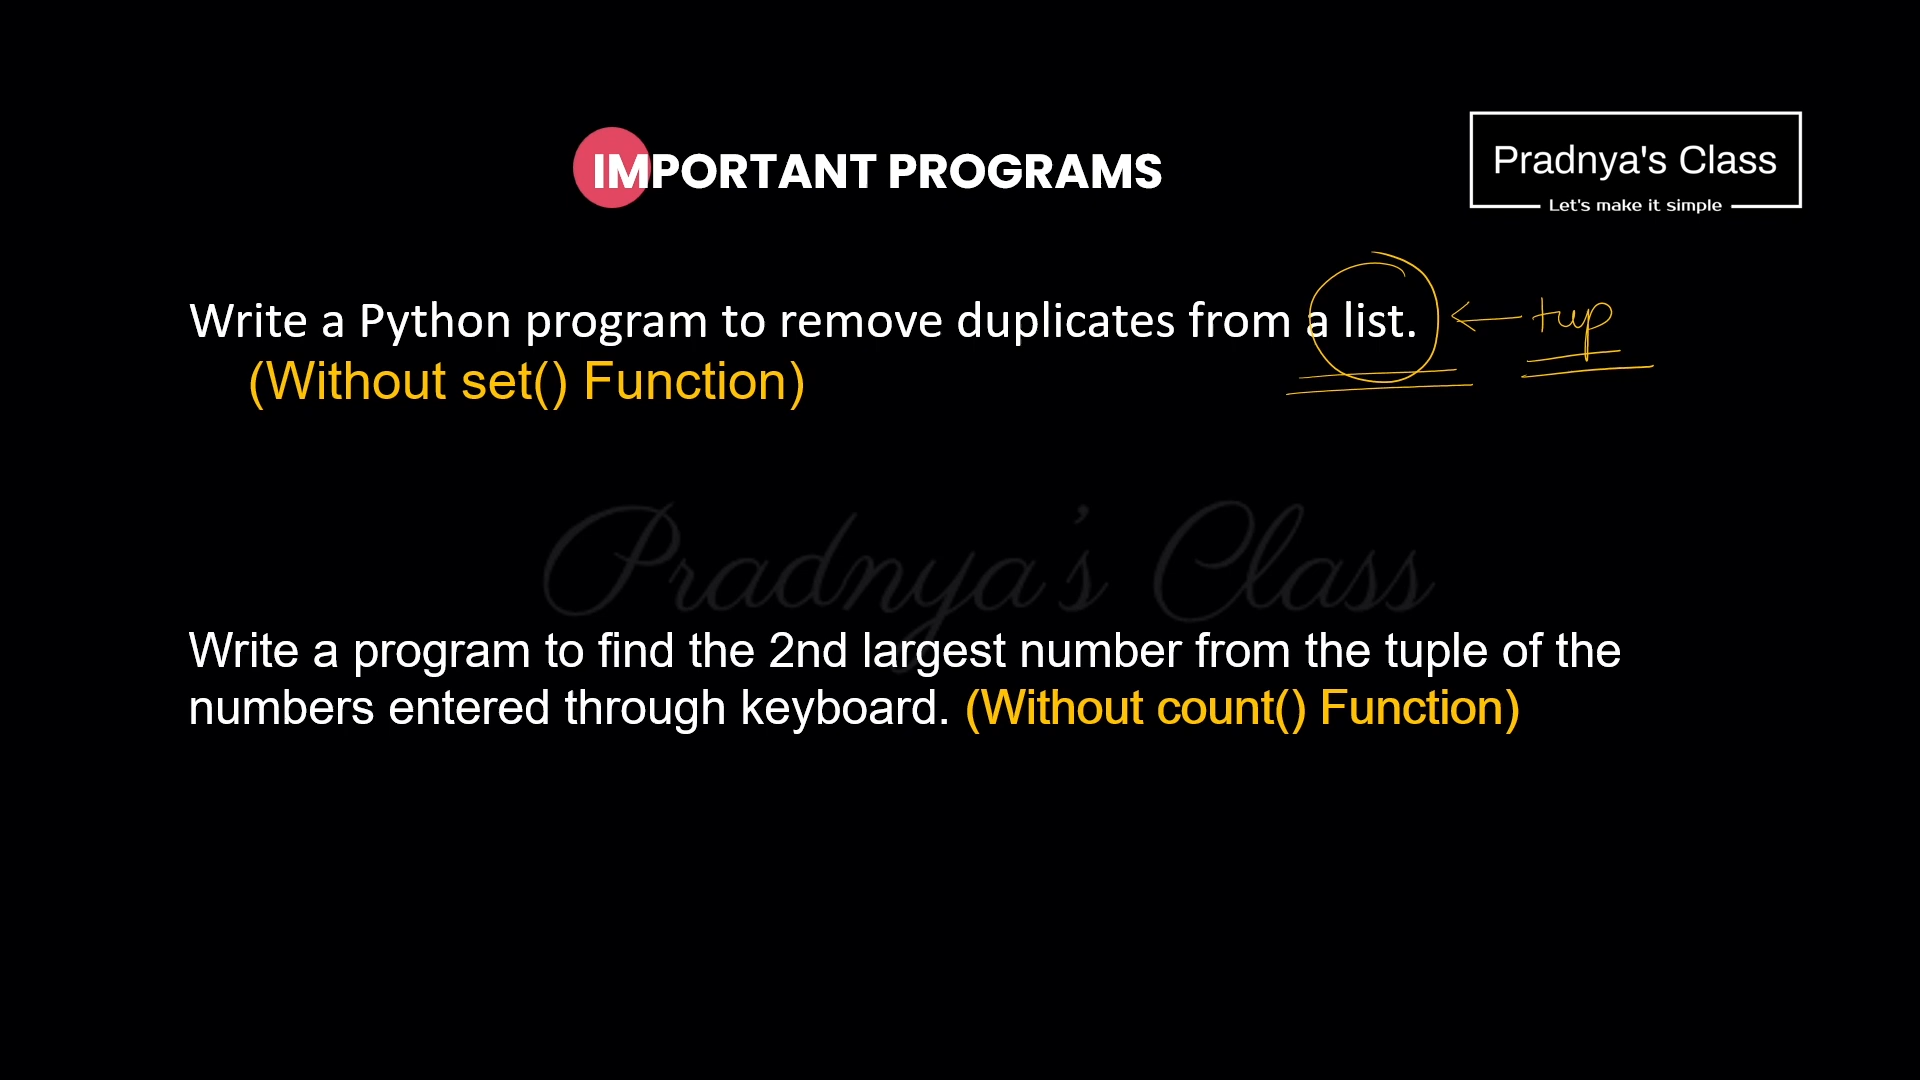 IMPORTANT PROGRAMS
Pradnya's Class
Let's make it simple
Write a Python program to remove duplicates from a list. ← tup
(Without set() Function)
Pradnya's Class
Write a program to find the 2nd largest number from the tuple of the
numbers entered through keyboard. (Without count() Function)